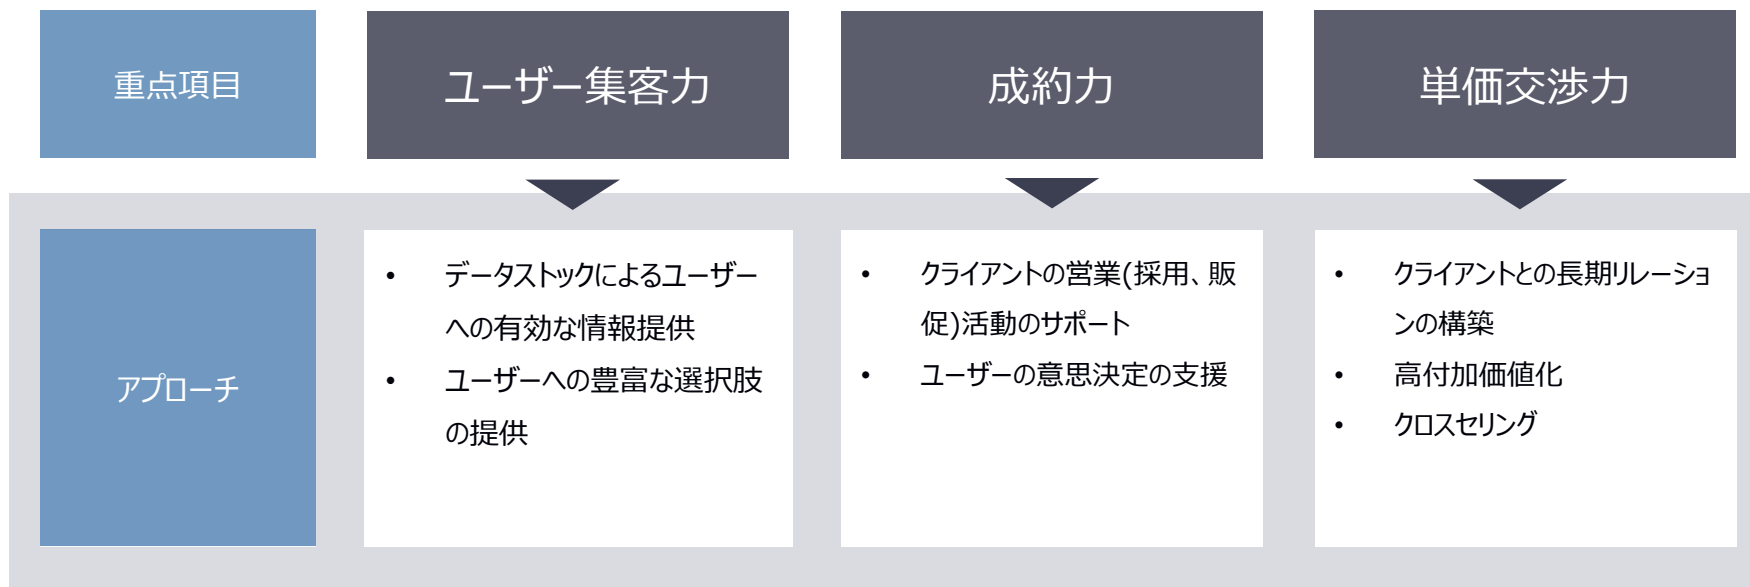 重点項目
ユーザー集客力
成約力
単価交渉力
アプローチ
• データストックによるユーザー
への有効な情報提供
• ユーザーへの豊富な選択肢
の提供
• クライアントの営業(採用、販
促)活動のサポート
• ユーザーの意思決定の支援
• クライアントとの長期リレーショ
ンの構築
• 高付加価値化
• クロスセリング